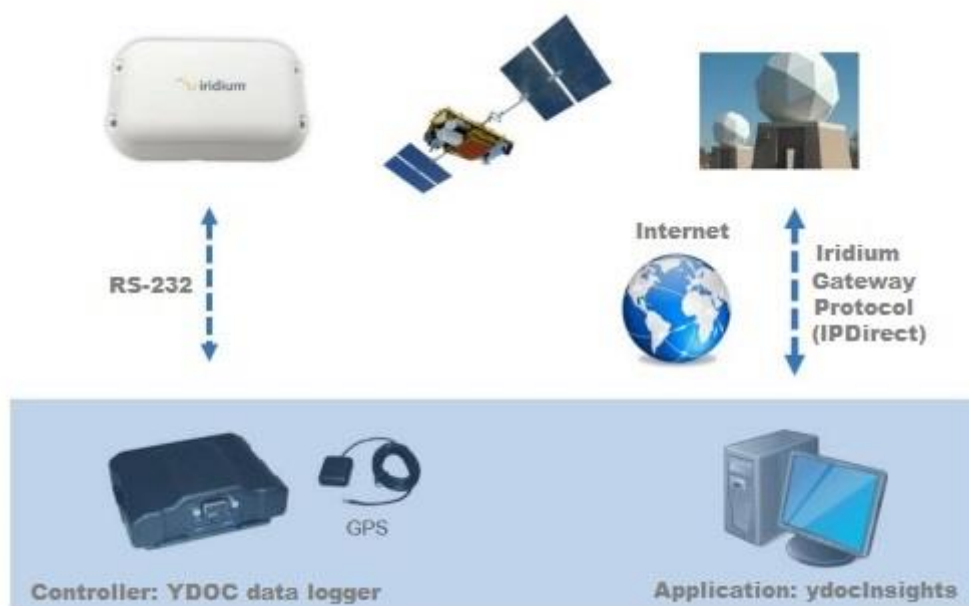 iridium
Internet
RS-232
Iridium
Gateway
Protocol
(IPDirect)
GPS
Controller: YDOC data logger
Application: ydocInsights